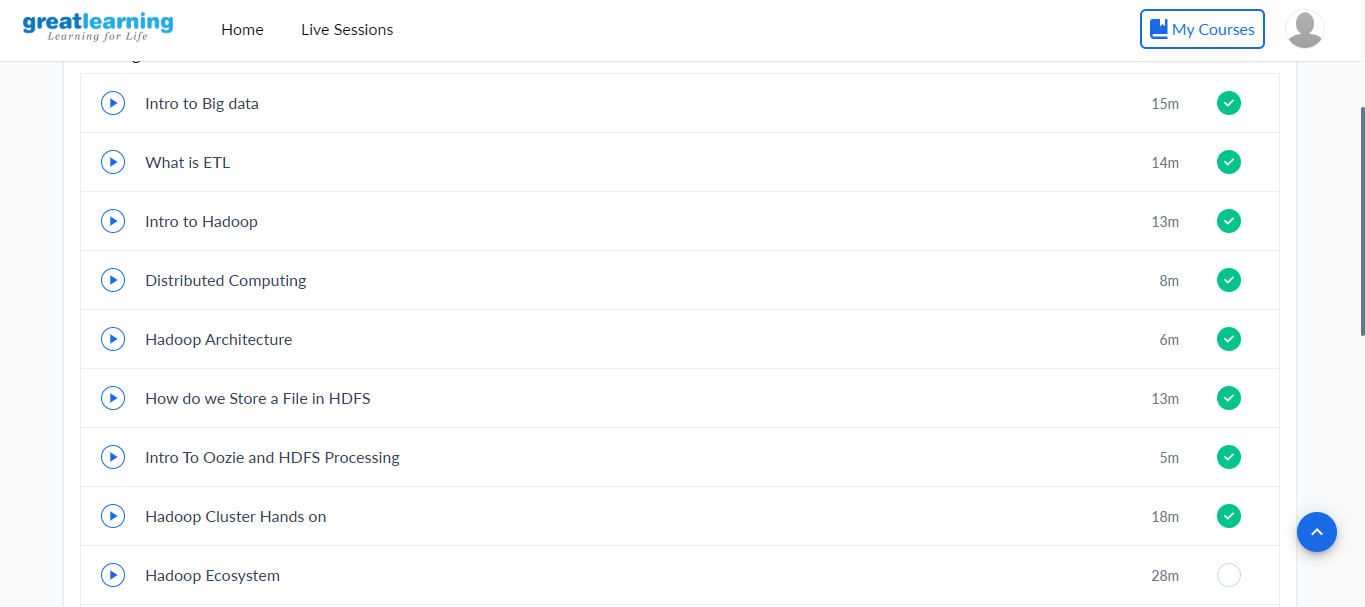 greatlearning
Learning for Life
Home
Live Sessions
My Courses
Intro to Big data 15m
What is ETL 14m
Intro to Hadoop 13m
Distributed Computing 8m
Hadoop Architecture 6m
How do we Store a File in HDFS 13m
Intro To Oozie and HDFS Processing 5m
Hadoop Cluster Hands on 18m
Hadoop Ecosystem 28m